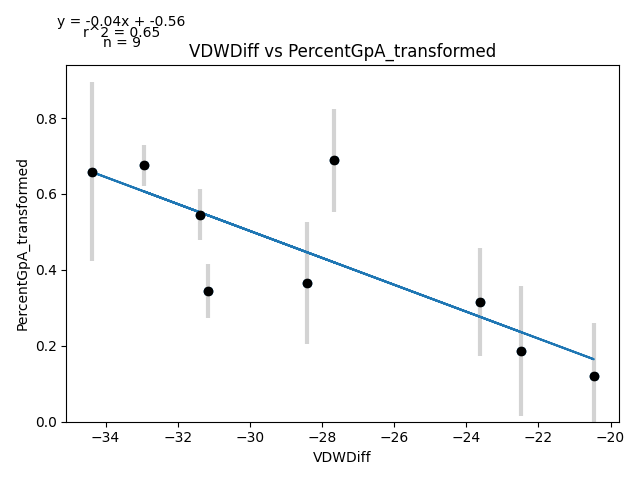 y = -0.04x + -0.56
r^2 = 0.65
n = 9
VDWDiff vs PercentGpA_transformed
PercentGpA_transformed
0.8
0.6
0.4
0.2
0.0
−34
−32
−30
−28
−26
−24
−22
−20
VDWDiff